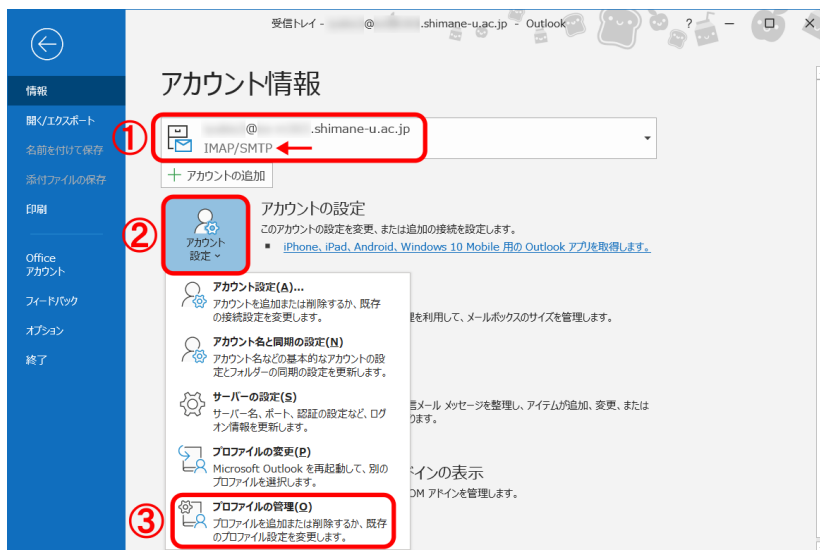 受信トレイ - @ .shimane-u.ac.jp - Outlook
?
アカウント情報
情報
開く/エクスポート
名前を付けて保存
添付ファイルの保存
印刷
Office
アカウント
フィードバック
オプション
終了
①
@ .shimane-u.ac.jp
IMAP/SMTP
＋ アカウントの追加
②
アカウント
設定
アカウントの設定
このアカウントの設定を変更、または追加の接続を設定します。
■ iPhone、iPad、Android、Windows 10 Mobile 用の Outlook アプリを取得します。
アカウント設定(A)...
アカウントを追加または削除するか、既存
の接続設定を変更します。
を利用して、メールボックスのサイズを管理します。
アカウント名と同期の設定(N)
アカウント名などの基本的なアカウントの設
定とフォルダーの同期の設定を更新します。
サーバーの設定(S)
サーバー名、ポート、認証の設定など、ログ
オン情報を更新します。
メール メッセージを整理し、アイテムが追加、変更、または
ります。
プロファイルの変更(P)
Microsoft Outlook を再起動して、別の
プロファイルを選択します。
インの表示
OM アドインを管理します。
③
プロファイルの管理(O)
プロファイルを追加または削除するか、既存
のプロファイル設定を変更します。